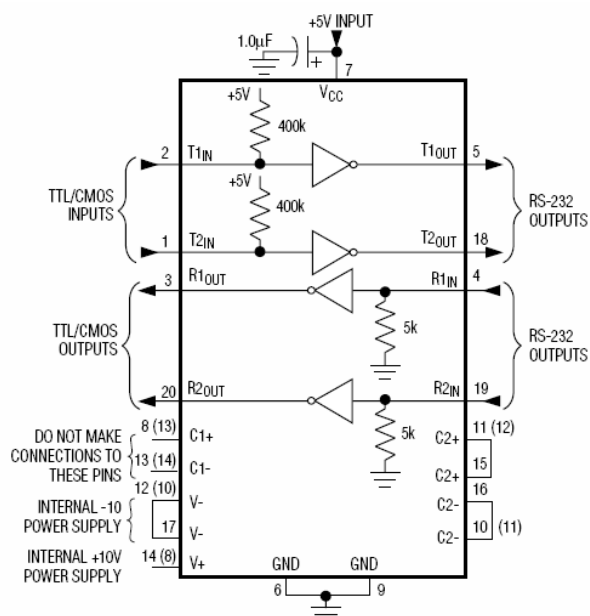 +5V INPUT
1.0µF
+
7
VCC
+5V
400k
2 T1IN
T1OUT 5
+5V
400k
TTL/CMOS
INPUTS
RS-232
OUTPUTS
1 T2IN
T2OUT 18
3 R1OUT
R1IN 4
5k
TTL/CMOS
OUTPUTS
RS-232
OUTPUTS
20 R2OUT
R2IN 19
5k
8 (13) C1+
DO NOT MAKE
CONNECTIONS TO
THESE PINS
13 (14) C1-
C2+ 11 (12)
C2+ 15
12 (10) V-
INTERNAL -10
POWER SUPPLY
17 V-
C2- 16
C2- 10 (11)
INTERNAL +10V
POWER SUPPLY
14 (8) V+
GND GND
6 9